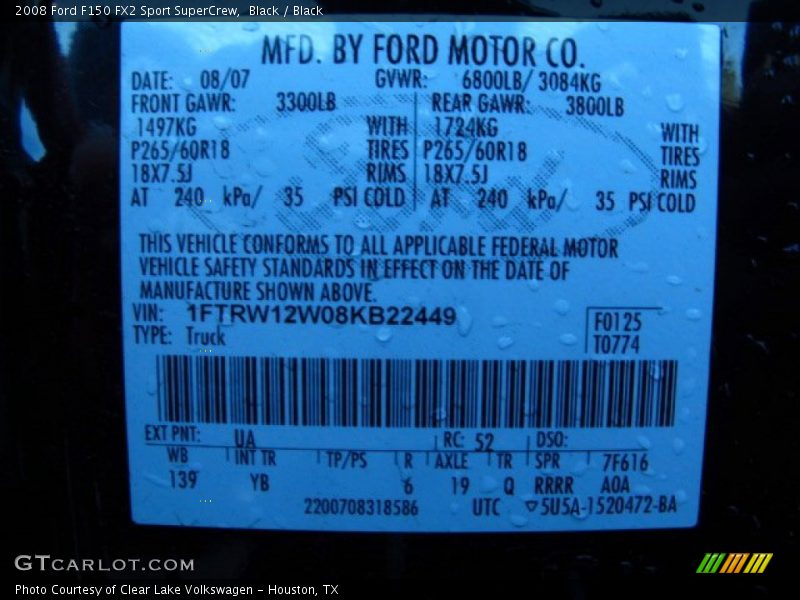 2008 Ford F150 FX2 Sport SuperCrew, Black / Black
MFD. BY FORD MOTOR CO.
DATE: 08/07 GVWR: 6800LB/ 3084KG
FRONT GAWR: 3300LB REAR GAWR: 3800LB
1497KG WITH 1724KG WITH
P265/60R18 TIRES P265/60R18 TIRES
18X7.5J RIMS 18X7.5J RIMS
AT 240 kPa/ 35 PSI COLD AT 240 kPa/ 35 PSI COLD
THIS VEHICLE CONFORMS TO ALL APPLICABLE FEDERAL MOTOR
VEHICLE SAFETY STANDARDS IN EFFECT ON THE DATE OF
MANUFACTURE SHOWN ABOVE.
VIN: 1FTRW12W08KB22449 F0125
TYPE: Truck T0774
EXT PNT: UA RC: 52 DSO:
WB INT TR TP/PS R AXLE TR SPR 7F616
139 YB 6 19 Q RRRR AOA
2200708318586 UTC ▽5U5A-1520472-BA
GTCARLOT.COM
Photo Courtesy of Clear Lake Volkswagen - Houston, TX